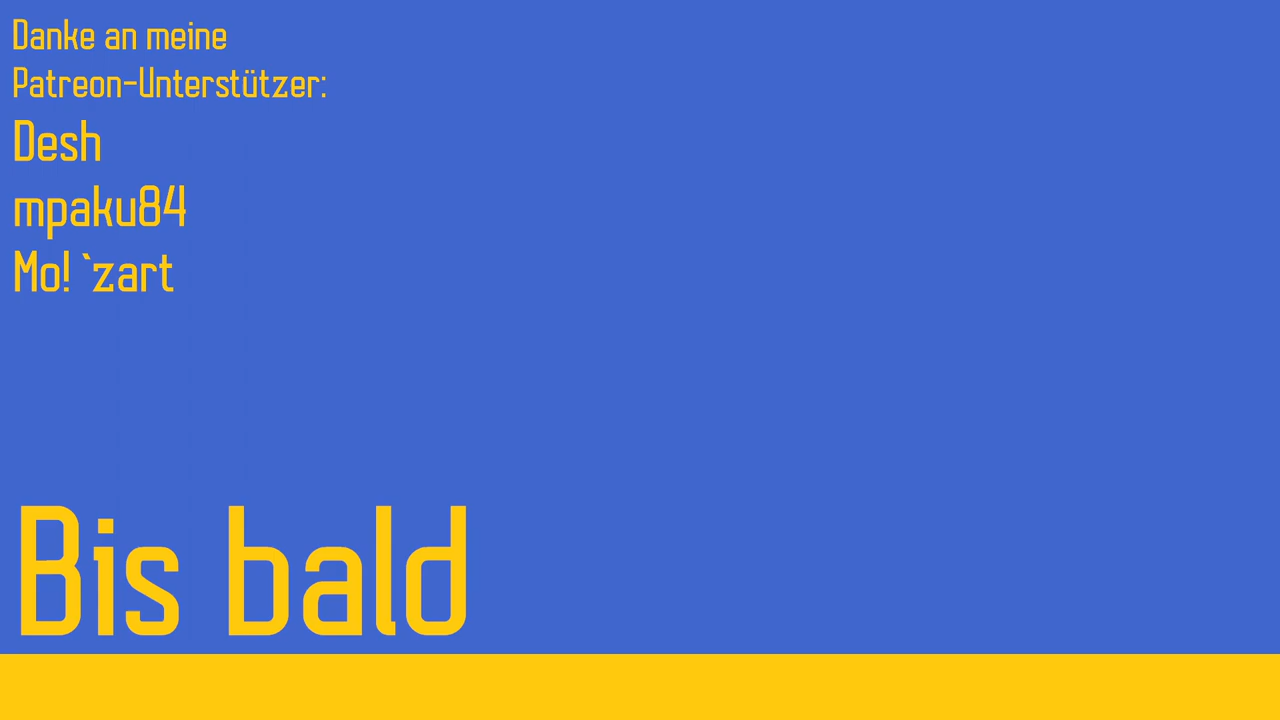 Danke an meine
Patreon-Unterstützer:
Desh
mpaku84
Mo! `zart
Bis bald